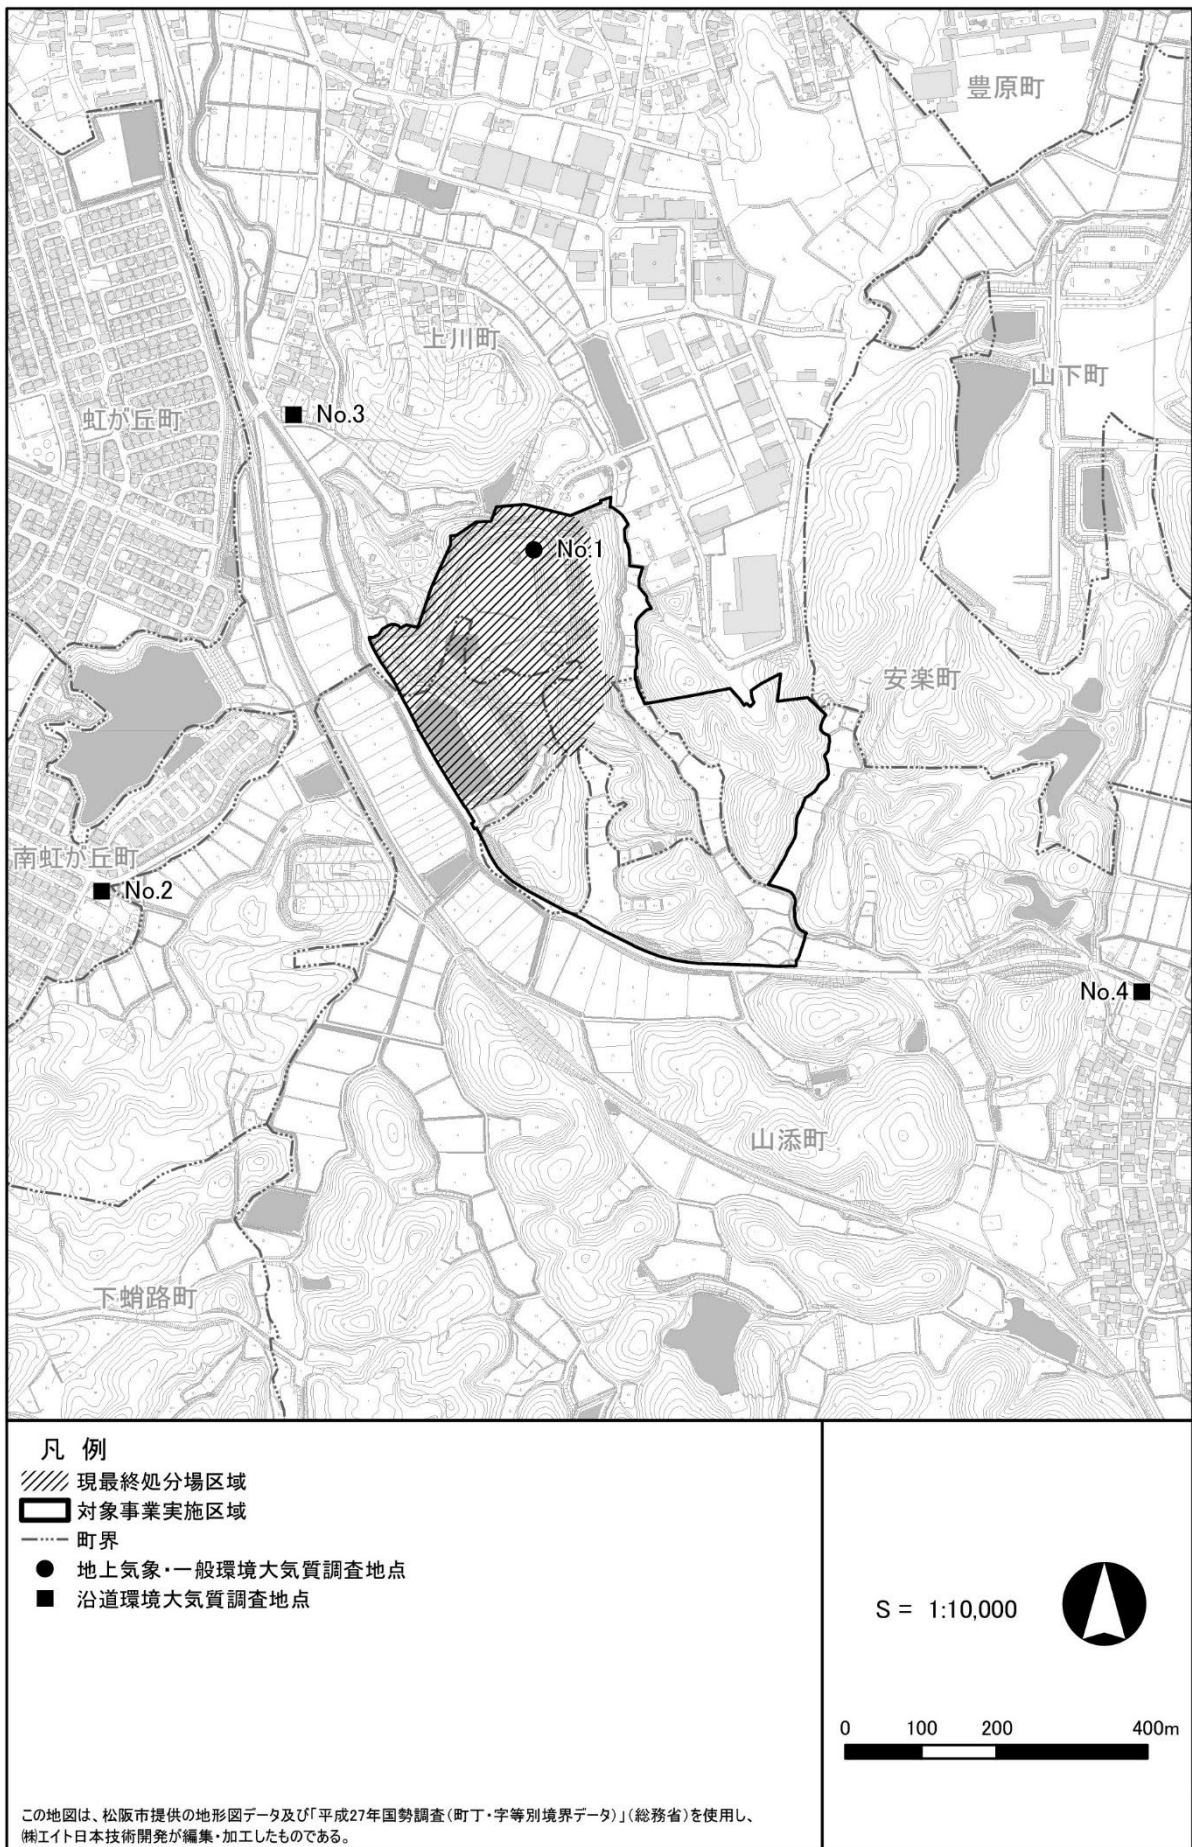 豊原町
上川町
山下町
虹が丘町
No.3
No.1
安楽町
南虹が丘町
No.2
No.4
山添町
下蛸路町
凡 例
現最終処分場区域
対象事業実施区域
町界
地上気象・一般環境大気質調査地点
沿道環境大気質調査地点
S = 1:10,000
0 100 200 400m
この地図は、松阪市提供の地形図データ及び「平成27年国勢調査(町丁・字等別境界データ)」(総務省)を使用し、
㈱エイト日本技術開発が編集・加工したものである。